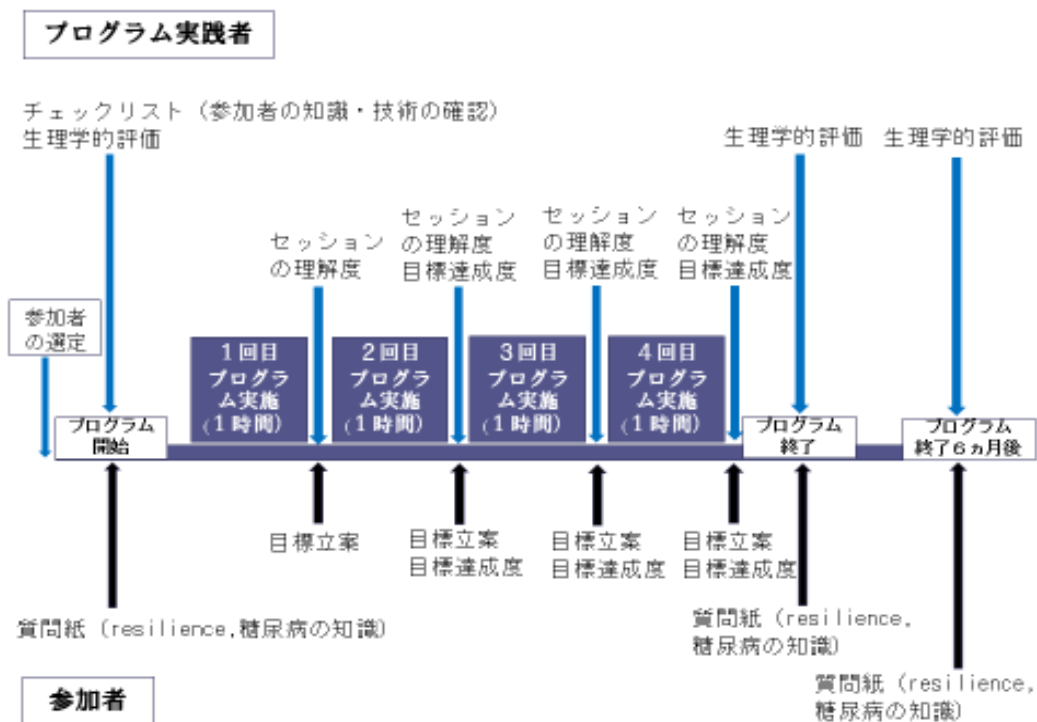 プログラム実践者
チェックリスト（参加者の知識・技術の確認）
生理学的評価
生理学的評価
生理学的評価
セッション
の理解度
セッション
の理解度
目標達成度
セッション
の理解度
目標達成度
セッション
の理解度
目標達成度
参加者
の選定
1回目
プログラ
ム実施
(1時間)
2回目
プログラ
ム実施
(1時間)
3回目
プログラ
ム実施
(1時間)
4回目
プログラ
ム実施
(1時間)
プログラム
開始
プログラム
終了
プログラム
終了6ヵ月後
目標立案
目標立案
目標達成度
目標立案
目標達成度
目標立案
目標達成度
質問紙（resilience,糖尿病の知識）
質問紙（resilience,
糖尿病の知識）
質問紙（resilience,
糖尿病の知識）
参加者